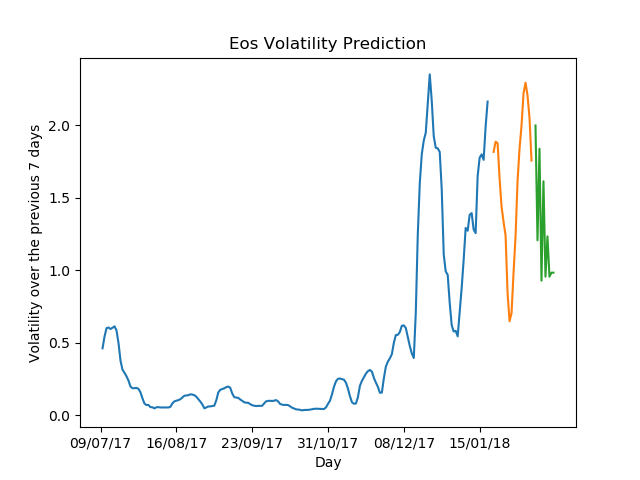 Eos Volatility Prediction
Volatility over the previous 7 days
2.0
1.5
1.0
0.5
0.0
09/07/17 16/08/17 23/09/17 31/10/17 08/12/17 15/01/18
Day